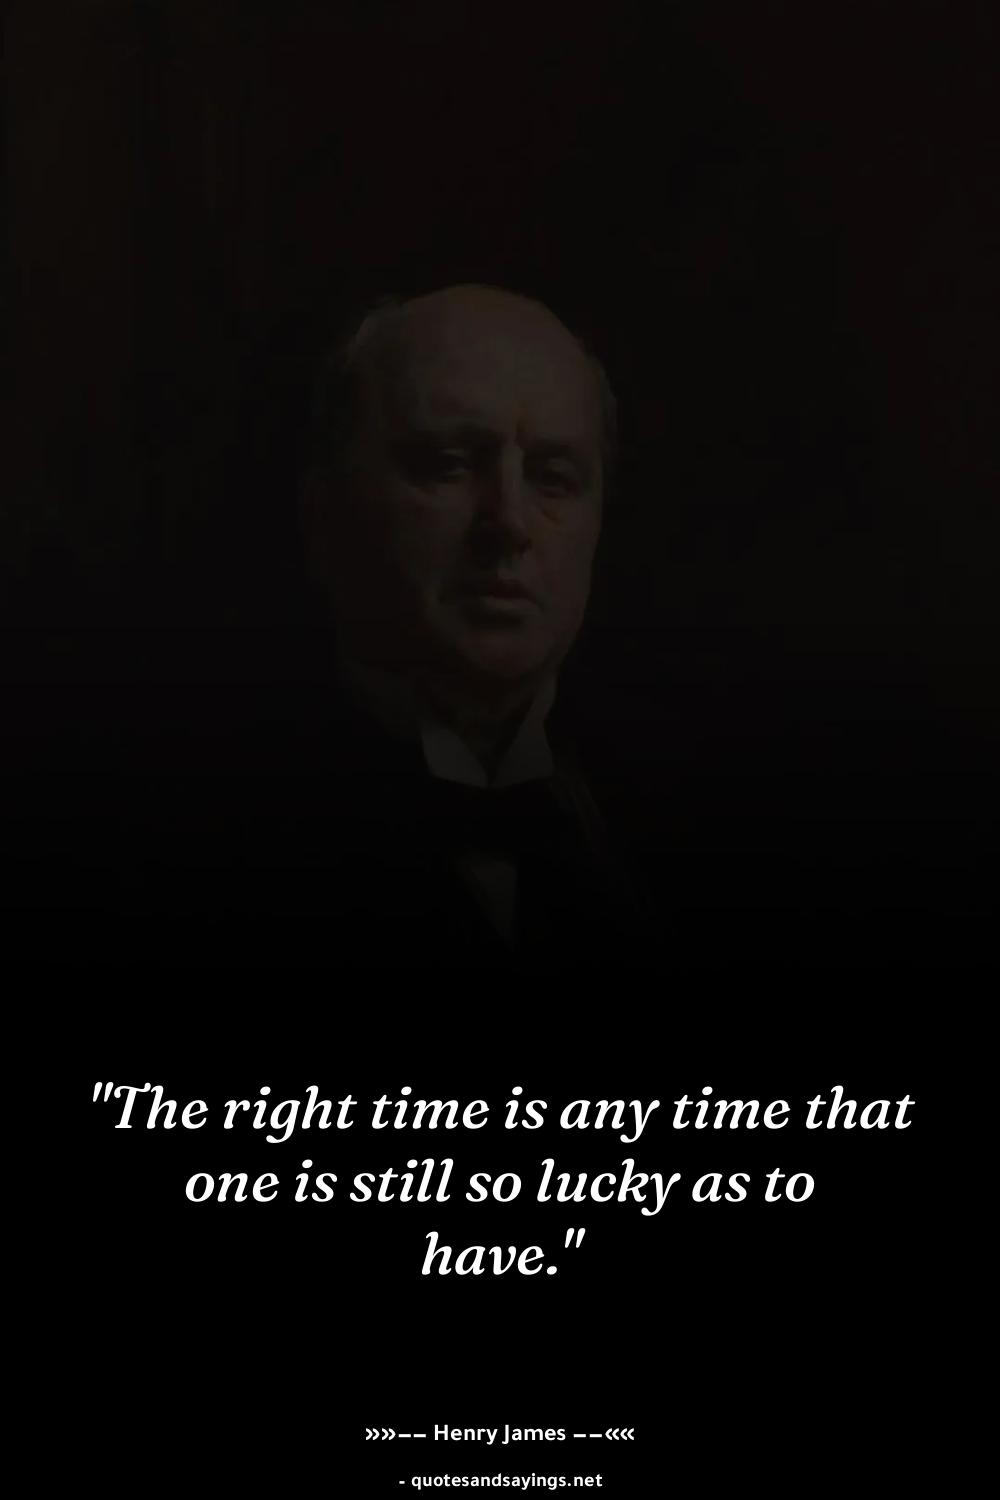 "The right time is any time that
one is still so lucky as to
have."
»»−− Henry James −−««
- quotesandsayings.net